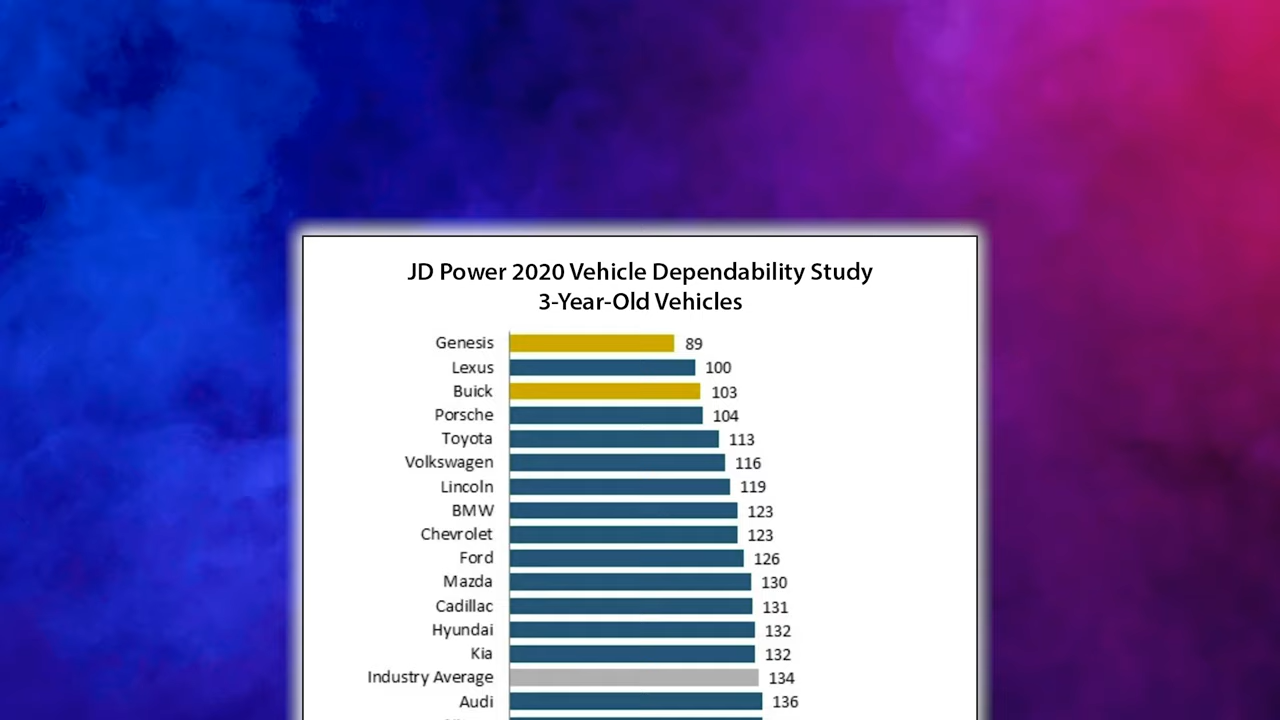 JD Power 2020 Vehicle Dependability Study
3-Year-Old Vehicles
Genesis 89
Lexus 100
Buick 103
Porsche 104
Toyota 113
Volkswagen 116
Lincoln 119
BMW 123
Chevrolet 123
Ford 126
Mazda 130
Cadillac 131
Hyundai 132
Kia 132
Industry Average 134
Audi 136